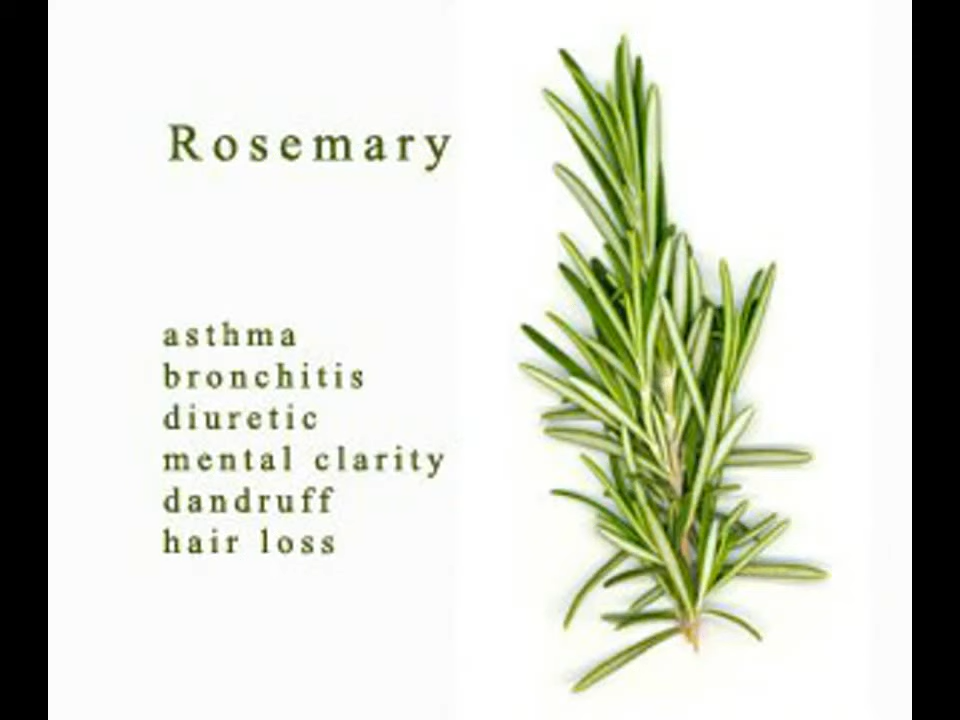 Rosemary
asthma
bronchitis
diuretic
mental clarity
dandruff
hair loss